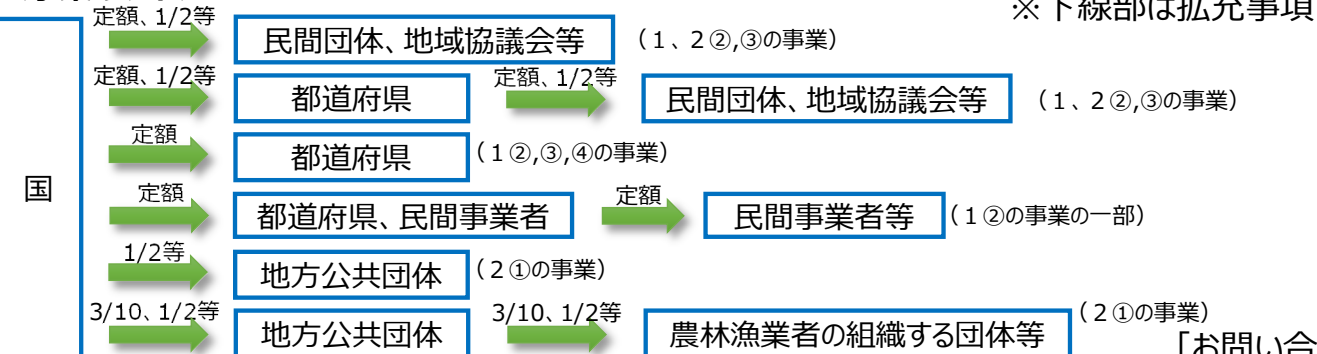 ※下線部は拡充事項
定額、1/2等
民間団体、地域協議会等 (1、2②,③の事業)
定額、1/2等 定額、1/2等
都道府県 民間団体、地域協議会等 (1、2②,③の事業)
定額
都道府県 (1②,③,④の事業)
国
定額 定額
都道府県、民間事業者 民間事業者等 (1②の事業の一部)
1/2等
地方公共団体 (2①の事業)
3/10、1/2等 3/10、1/2等 (2①の事業)
地方公共団体 農林漁業者の組織する団体等
「お問い合